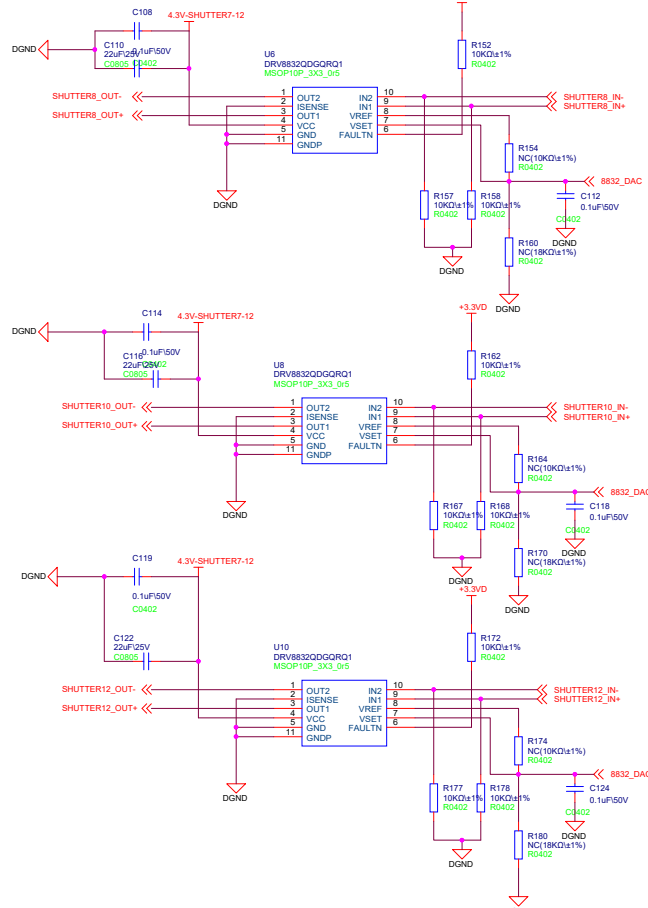 C108
4.3V-SHUTTER7-12
DGND
C110
0.1uF\50V
22uF\25V
C0805
C0402
U6
DRV8832QDGQRQ1
MSOP10P_3X3_0r5
R152
10KΩ\±1%
R0402
SHUTTER8_OUT-
SHUTTER8_OUT+
1 OUT2
2 ISENSE
3 OUT1
4 VCC
5 GND
11 GNDP
IN2 10
IN1 9
VREF 8
VSET 7
FAULTN 6
SHUTTER8_IN-
SHUTTER8_IN+
R154
NC(10KΩ\±1%)
R0402
8832_DAC
DGND
R157
10KΩ\±1%
R0402
R158
10KΩ\±1%
R0402
C112
0.1uF\50V
C0402
DGND
R160
NC(18KΩ\±1%)
R0402
DGND
DGND
C114
4.3V-SHUTTER7-12
+3.3VD
DGND
0.1uF\50V
C116
22uF\25V
C0402
U8
DRV8832QDGQRQ1
MSOP10P_3X3_0r5
R162
10KΩ\±1%
R0402
SHUTTER10_OUT-
SHUTTER10_OUT+
1 OUT2
2 ISENSE
3 OUT1
4 VCC
5 GND
11 GNDP
IN2 10
IN1 9
VREF 8
VSET 7
FAULTN 6
SHUTTER10_IN-
SHUTTER10_IN+
R164
NC(10KΩ\±1%)
R0402
8832_DAC
DGND
R167
10KΩ\±1%
R0402
R168
10KΩ\±1%
R0402
C118
0.1uF\50V
C0402
DGND
R170
NC(18KΩ\±1%)
R0402
DGND
DGND
C119
4.3V-SHUTTER7-12
+3.3VD
DGND
0.1uF\50V
C0402
C122
22uF\25V
C0805
U10
DRV8832QDGQRQ1
MSOP10P_3X3_0r5
R172
10KΩ\±1%
R0402
SHUTTER12_OUT-
SHUTTER12_OUT+
1 OUT2
2 ISENSE
3 OUT1
4 VCC
5 GND
11 GNDP
IN2 10
IN1 9
VREF 8
VSET 7
FAULTN 6
SHUTTER12_IN-
SHUTTER12_IN+
R174
NC(10KΩ\±1%)
R0402
8832_DAC
DGND
R177
10KΩ\±1%
R0402
R178
10KΩ\±1%
R0402
C124
0.1uF\50V
C0402
DGND
R180
NC(18KΩ\±1%)
R0402
DGND